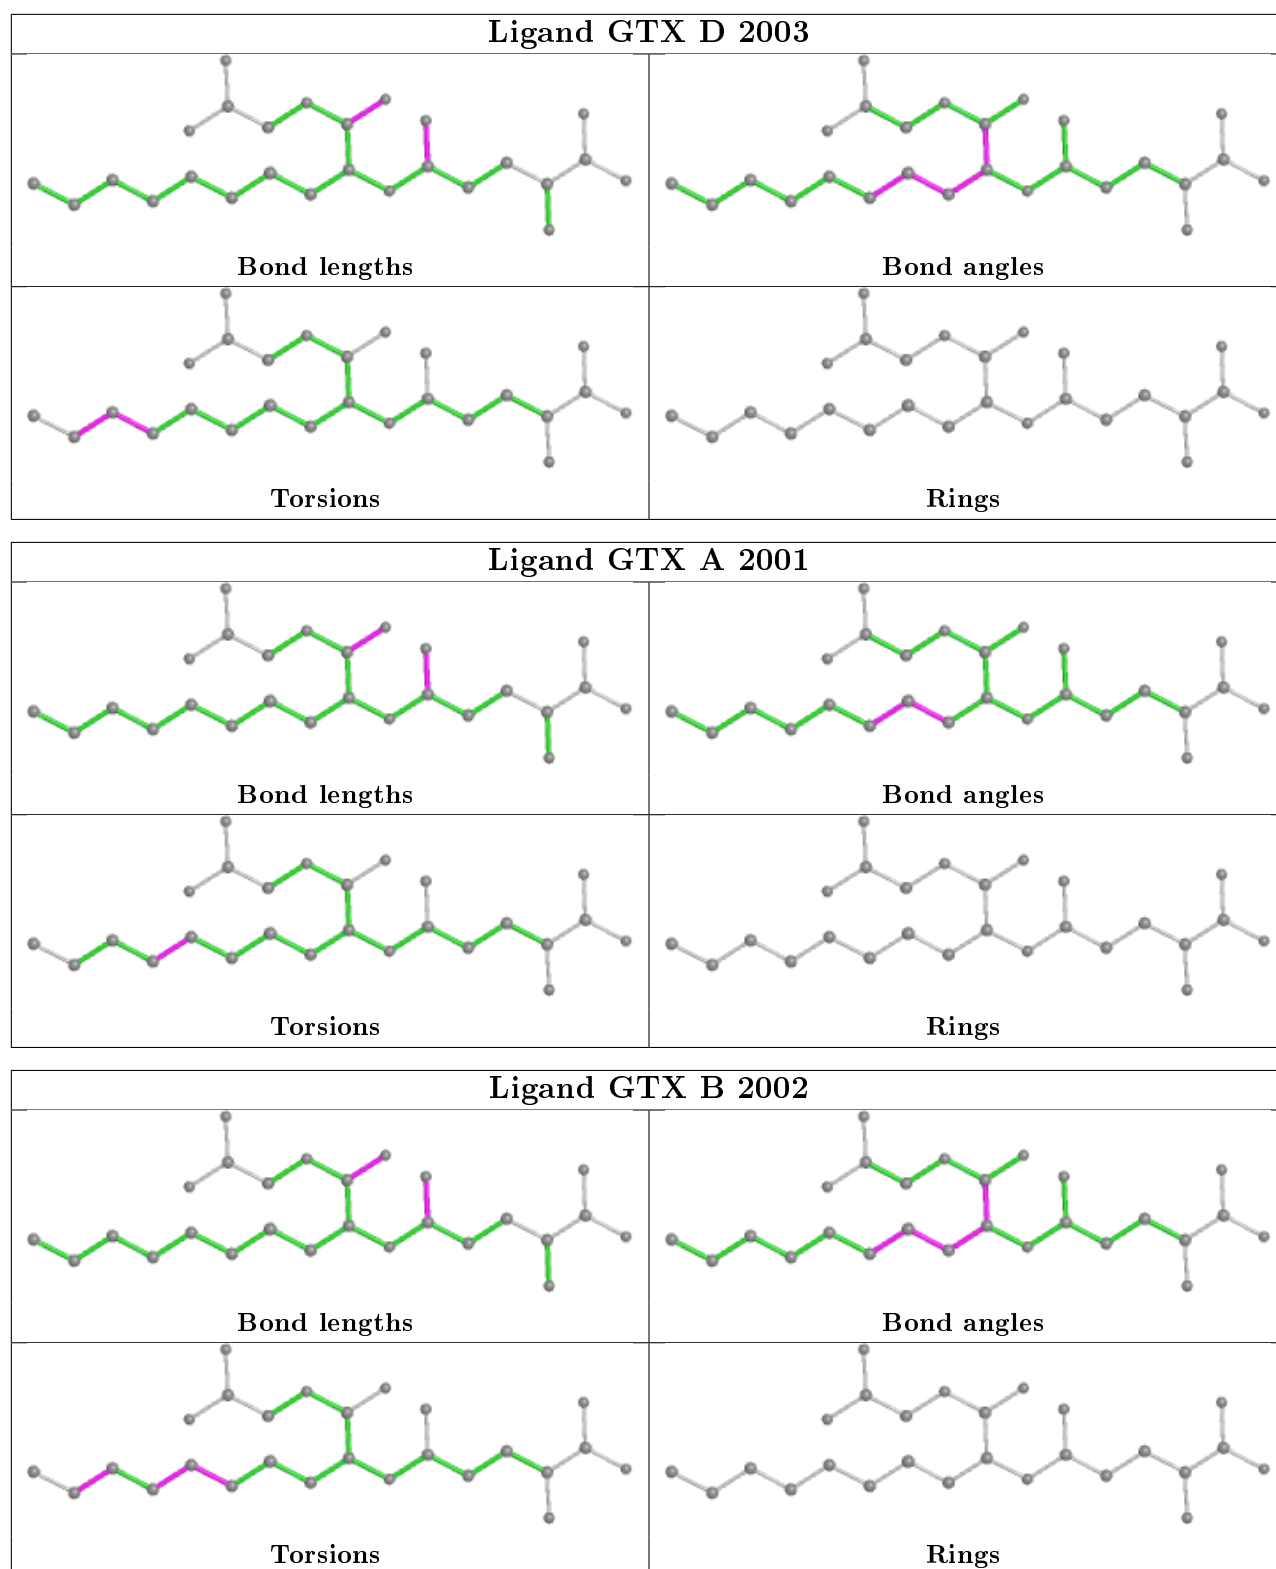 Ligand GTX D 2003
Bond lengths
Bond angles
Torsions
Rings
Ligand GTX A 2001
Bond lengths
Bond angles
Torsions
Rings
Ligand GTX B 2002
Bond lengths
Bond angles
Torsions
Rings